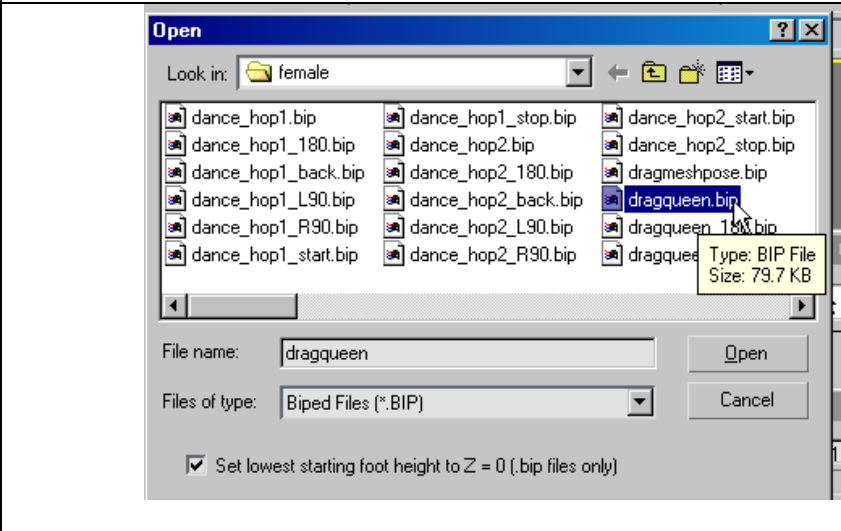 Open
Look in: female
dance_hop1.bip dance_hop1_stop.bip dance_hop2_start.bip
dance_hop1_180.bip dance_hop2.bip dance_hop2_stop.bip
dance_hop1_back.bip dance_hop2_180.bip dragmeshpose.bip
dance_hop1_L90.bip dance_hop2_back.bip dragqueen.bip
dance_hop1_R90.bip dance_hop2_L90.bip dragqueen_180.bip
dance_hop1_start.bip dance_hop2_R90.bip dragquee
Type: BIP File
Size: 79.7 KB
File name: dragqueen Open
Files of type: Biped Files (*.BIP) Cancel
Set lowest starting foot height to Z = 0 (.bip files only)